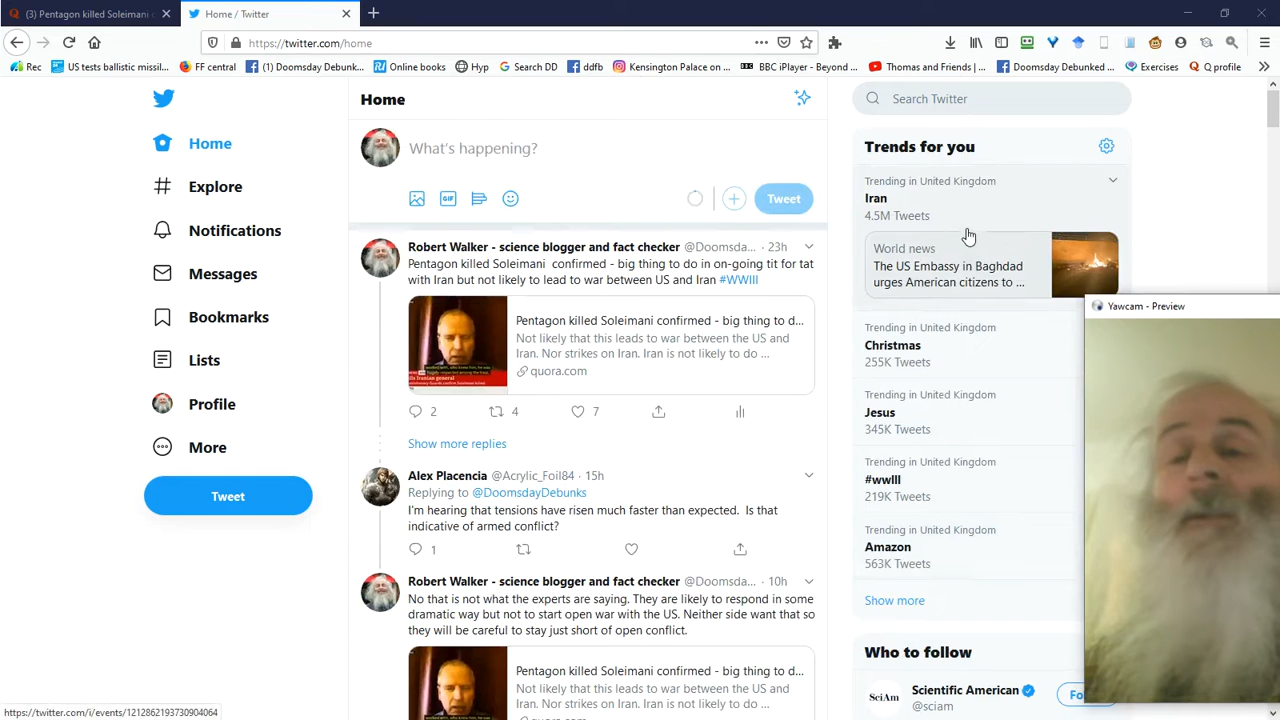 (3) Pentagon killed Soleimani c
Home / Twitter
https://twitter.com/home
Rec
US tests ballistic missil...
FF central
(1) Doomsday Debunk...
Online books
Hyp
Search DD
ddfb
Kensington Palace on ...
BBC iPlayer - Beyond ...
Thomas and Friends | ...
Doomsday Debunked ...
Exercises
Q profile
Home
Explore
Notifications
Messages
Bookmarks
Lists
Profile
More
Tweet
Home
What's happening?
GIF
Tweet
Robert Walker - science blogger and fact checker @Dooomsda... · 23h
Pentagon killed Soleimani confirmed - big thing to do in on-going tit for tat
with Iran but not likely to lead to war between US and Iran #WWIII
Pentagon killed Soleimani confirmed - big thing to d...
Not likely that this leads to war between the US and
Iran. Nor strikes on Iran. Iran is not likely to do ...
quora.com
2 4 7
Show more replies
Alex Placencia @Acrylic_Foil84 · 15h
Replying to @DoomsdayDebunks
I'm hearing that tensions have risen much faster than expected. Is that
indicative of armed conflict?
1
Robert Walker - science blogger and fact checker @Doomsda... · 10h
No that is not what the experts are saying. They are likely to respond in some
dramatic way but not to start open war with the US. Neither side want that so
they will be careful to stay just short of open conflict.
Pentagon killed Soleimani confirmed - big thing to d...
Not likely that this leads to war between the US and
Iran. Nor strikes on Iran. Iran is not likely to do ...
Search Twitter
Trends for you
Trending in United Kingdom
Iran
4.5M Tweets
World news
The US Embassy in Baghdad
urges American citizens to ...
Trending in United Kingdom
Christmas
255K Tweets
Trending in United Kingdom
Jesus
345K Tweets
Trending in United Kingdom
#wwIII
219K Tweets
Trending in United Kingdom
Amazon
563K Tweets
Show more
Who to follow
SciAm
Scientific American
@sciam
Fo
Yawcam - Preview
https://twitter.com/i/events/1212862193730904064